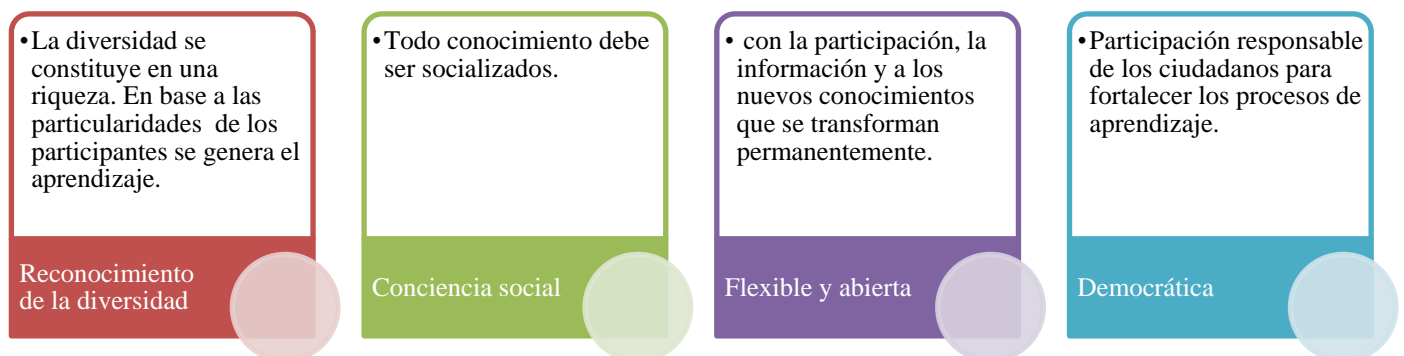 •La diversidad se
constituye en una
riqueza. En base a las
particularidades de los
participantes se genera el
aprendizaje.
Reconocimiento
de la diversidad
•Todo conocimiento debe
ser socializados.
Conciencia social
• con la participación, la
información y a los
nuevos conocimientos
que se transforman
permanentemente.
Flexible y abierta
•Participación responsable
de los ciudadanos para
fortalecer los procesos de
aprendizaje.
Democrática